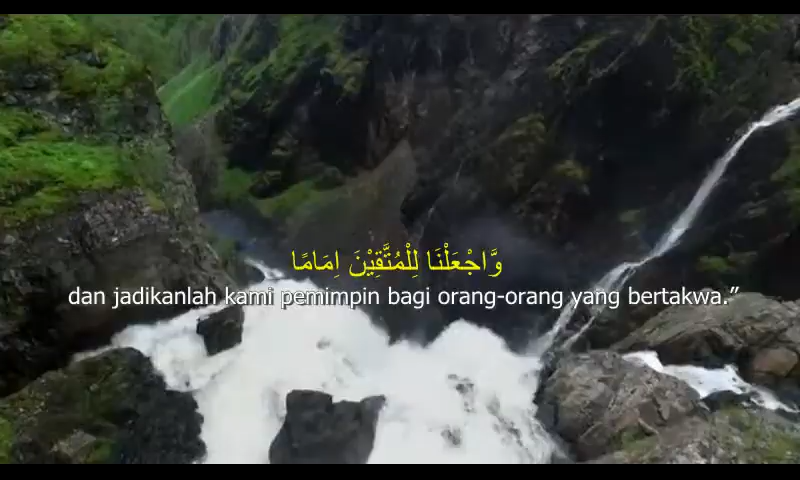 وَّاجْعَلْنَا لِلْمُتَّقِيْنَ اِمَامًا
dan jadikanlah kami pemimpin bagi orang-orang yang bertakwa.”